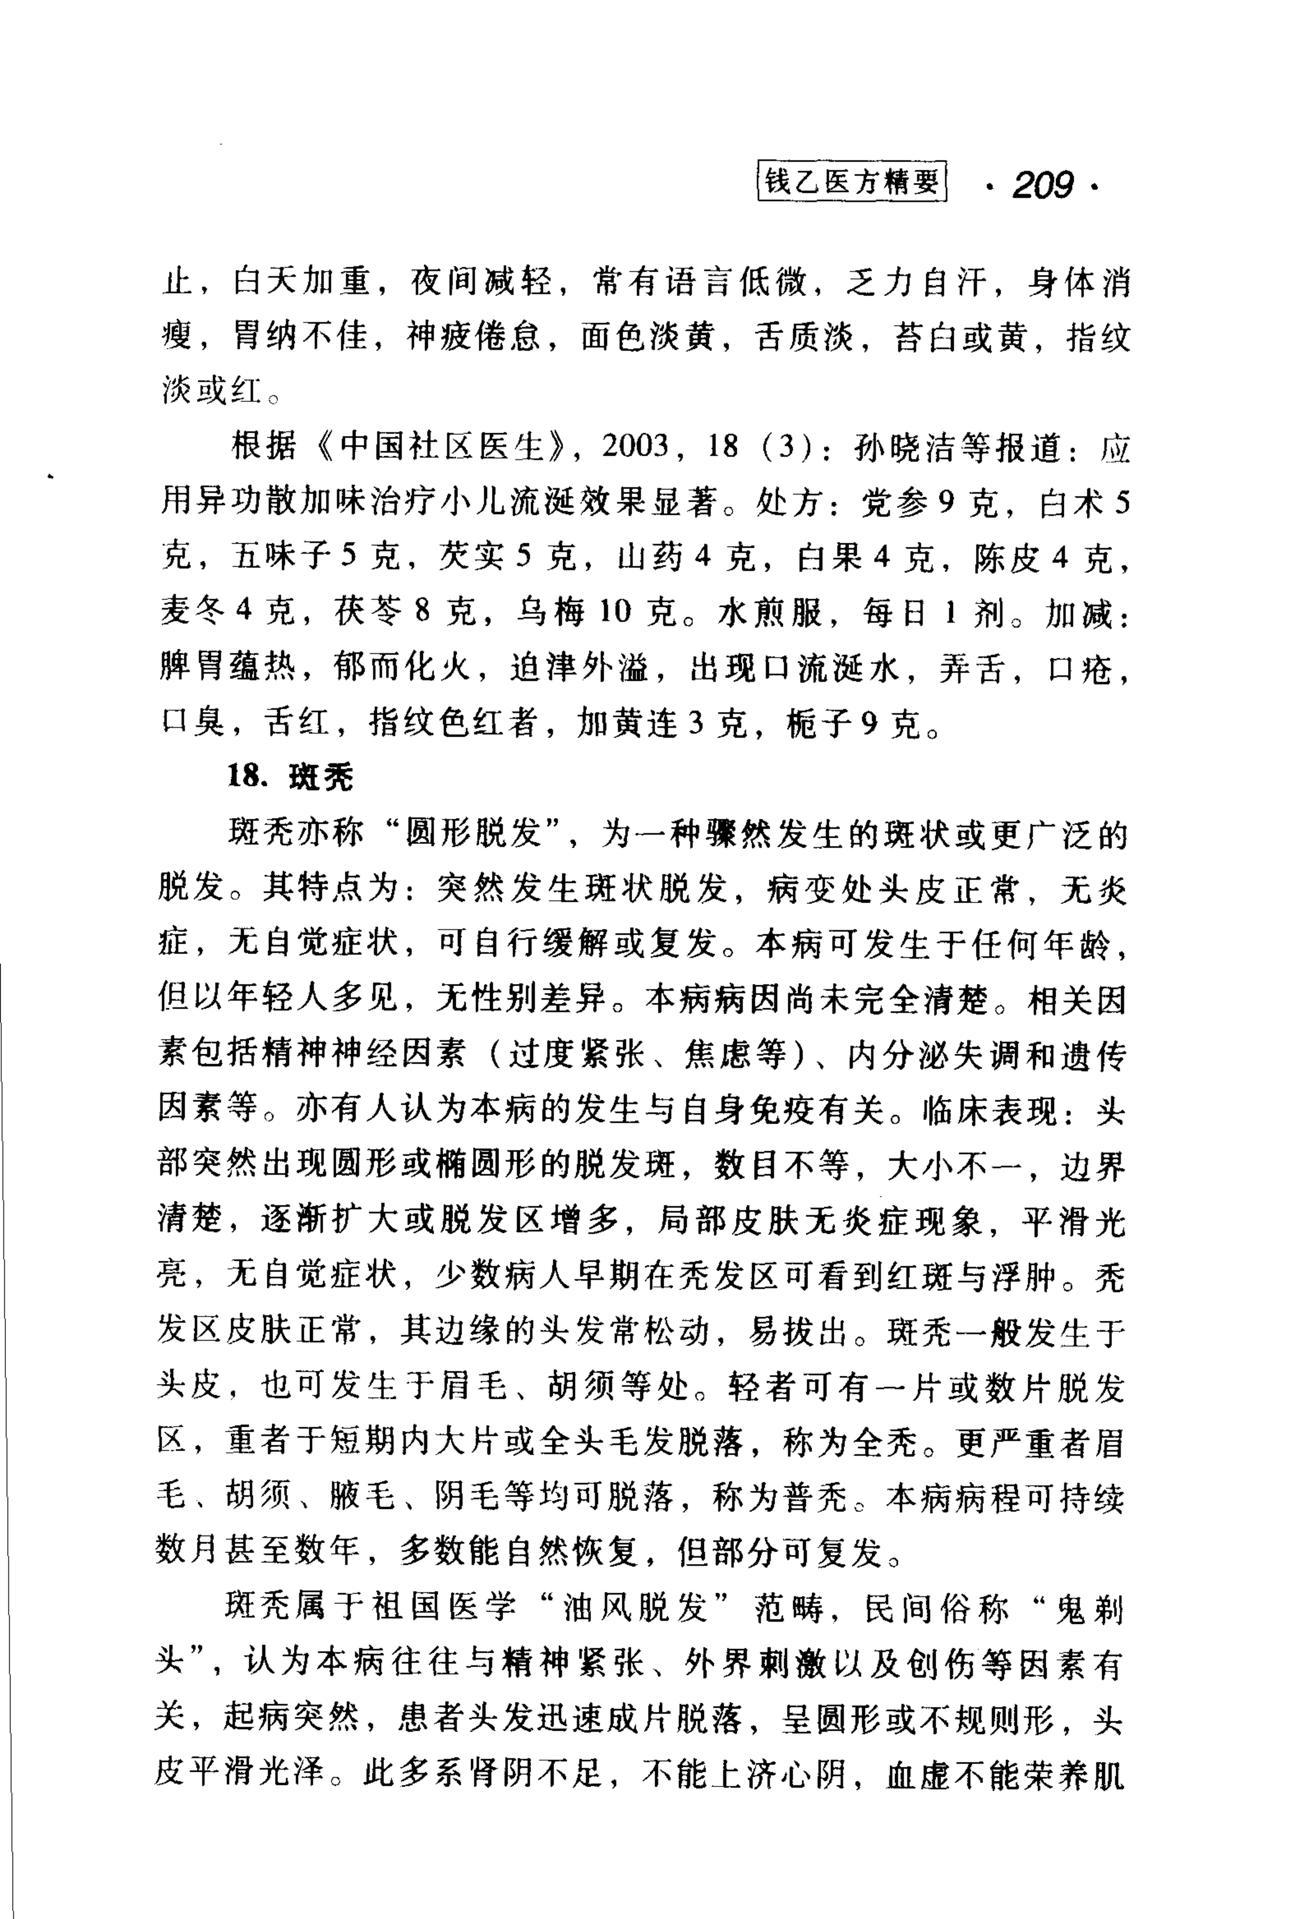 钱乙医方精要 · 209 ·
止，白天加重，夜间减轻，常有语言低微，乏力自汗，身体消
瘦，胃纳不佳，神疲倦怠，面色淡黄，舌质淡，苔白或黄，指纹
淡或红。
根据《中国社区医生》，2003，18（3）：孙晓洁等报道：应
用异功散加味治疗小儿流涎效果显著。处方：党参9克，白术5
克，五味子5克，芡实5克，山药4克，白果4克，陈皮4克，
麦冬4克，茯苓8克，乌梅10克。水煎服，每日1剂。加减：
脾胃蕴热，郁而化火，迫津外溢，出现口流涎水，弄舌，口疮，
口臭，舌红，指纹色红者，加黄连3克，栀子9克。
18. 斑秃
斑秃亦称“圆形脱发”，为一种骤然发生的斑状或更广泛的
脱发。其特点为：突然发生斑状脱发，病变处头皮正常，无炎
症，无自觉症状，可自行缓解或复发。本病可发生于任何年龄，
但以年轻人多见，无性别差异。本病病因尚未完全清楚。相关因
素包括精神神经因素（过度紧张、焦虑等）、内分泌失调和遗传
因素等。亦有人认为本病的发生与自身免疫有关。临床表现：头
部突然出现圆形或椭圆形的脱发斑，数目不等，大小不一，边界
清楚，逐渐扩大或脱发区增多，局部皮肤无炎症现象，平滑光
亮，无自觉症状，少数病人早期在秃发区可看到红斑与浮肿。秃
发区皮肤正常，其边缘的头发常松动，易拔出。斑秃一般发生于
头皮，也可发生于眉毛、胡须等处。轻者可有一片或数片脱发
区，重者于短期内大片或全头毛发脱落，称为全秃。更严重者眉
毛、胡须、腋毛、阴毛等均可脱落，称为普秃。本病病程可持续
数月甚至数年，多数能自然恢复，但部分可复发。
斑秃属于祖国医学“油风脱发”范畴，民间俗称“鬼剃
头”，认为本病往往与精神紧张、外界刺激以及创伤等因素有
关，起病突然，患者头发迅速成片脱落，呈圆形或不规则形，头
皮平滑光泽。此多系肾阴不足，不能上济心阴，血虚不能荣养肌